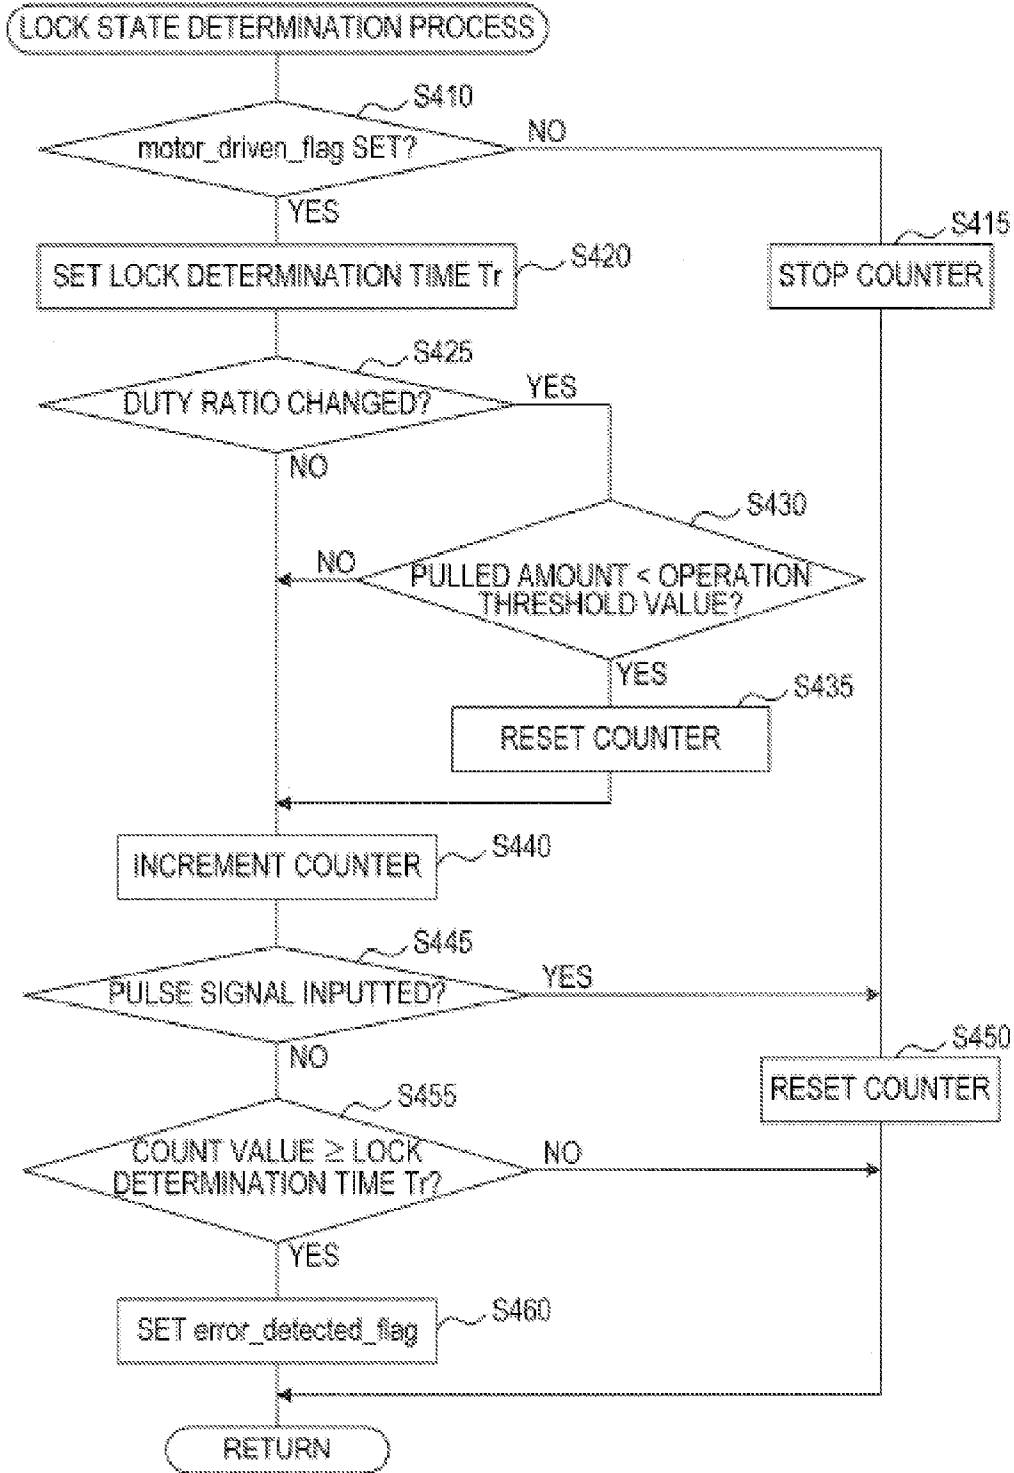 LOCK STATE DETERMINATION PROCESS
S410
motor_driven_flag SET?
NO
YES
S415
STOP COUNTER
S420
SET LOCK DETERMINATION TIME Tr
S425
DUTY RATIO CHANGED?
YES
NO
S430
PULLED AMOUNT < OPERATION
THRESHOLD VALUE?
NO
YES
S435
RESET COUNTER
S440
INCREMENT COUNTER
S445
PULSE SIGNAL INPUTTED?
YES
NO
S450
RESET COUNTER
S455
COUNT VALUE ≥ LOCK
DETERMINATION TIME Tr?
NO
YES
S460
SET error_detected_flag
RETURN